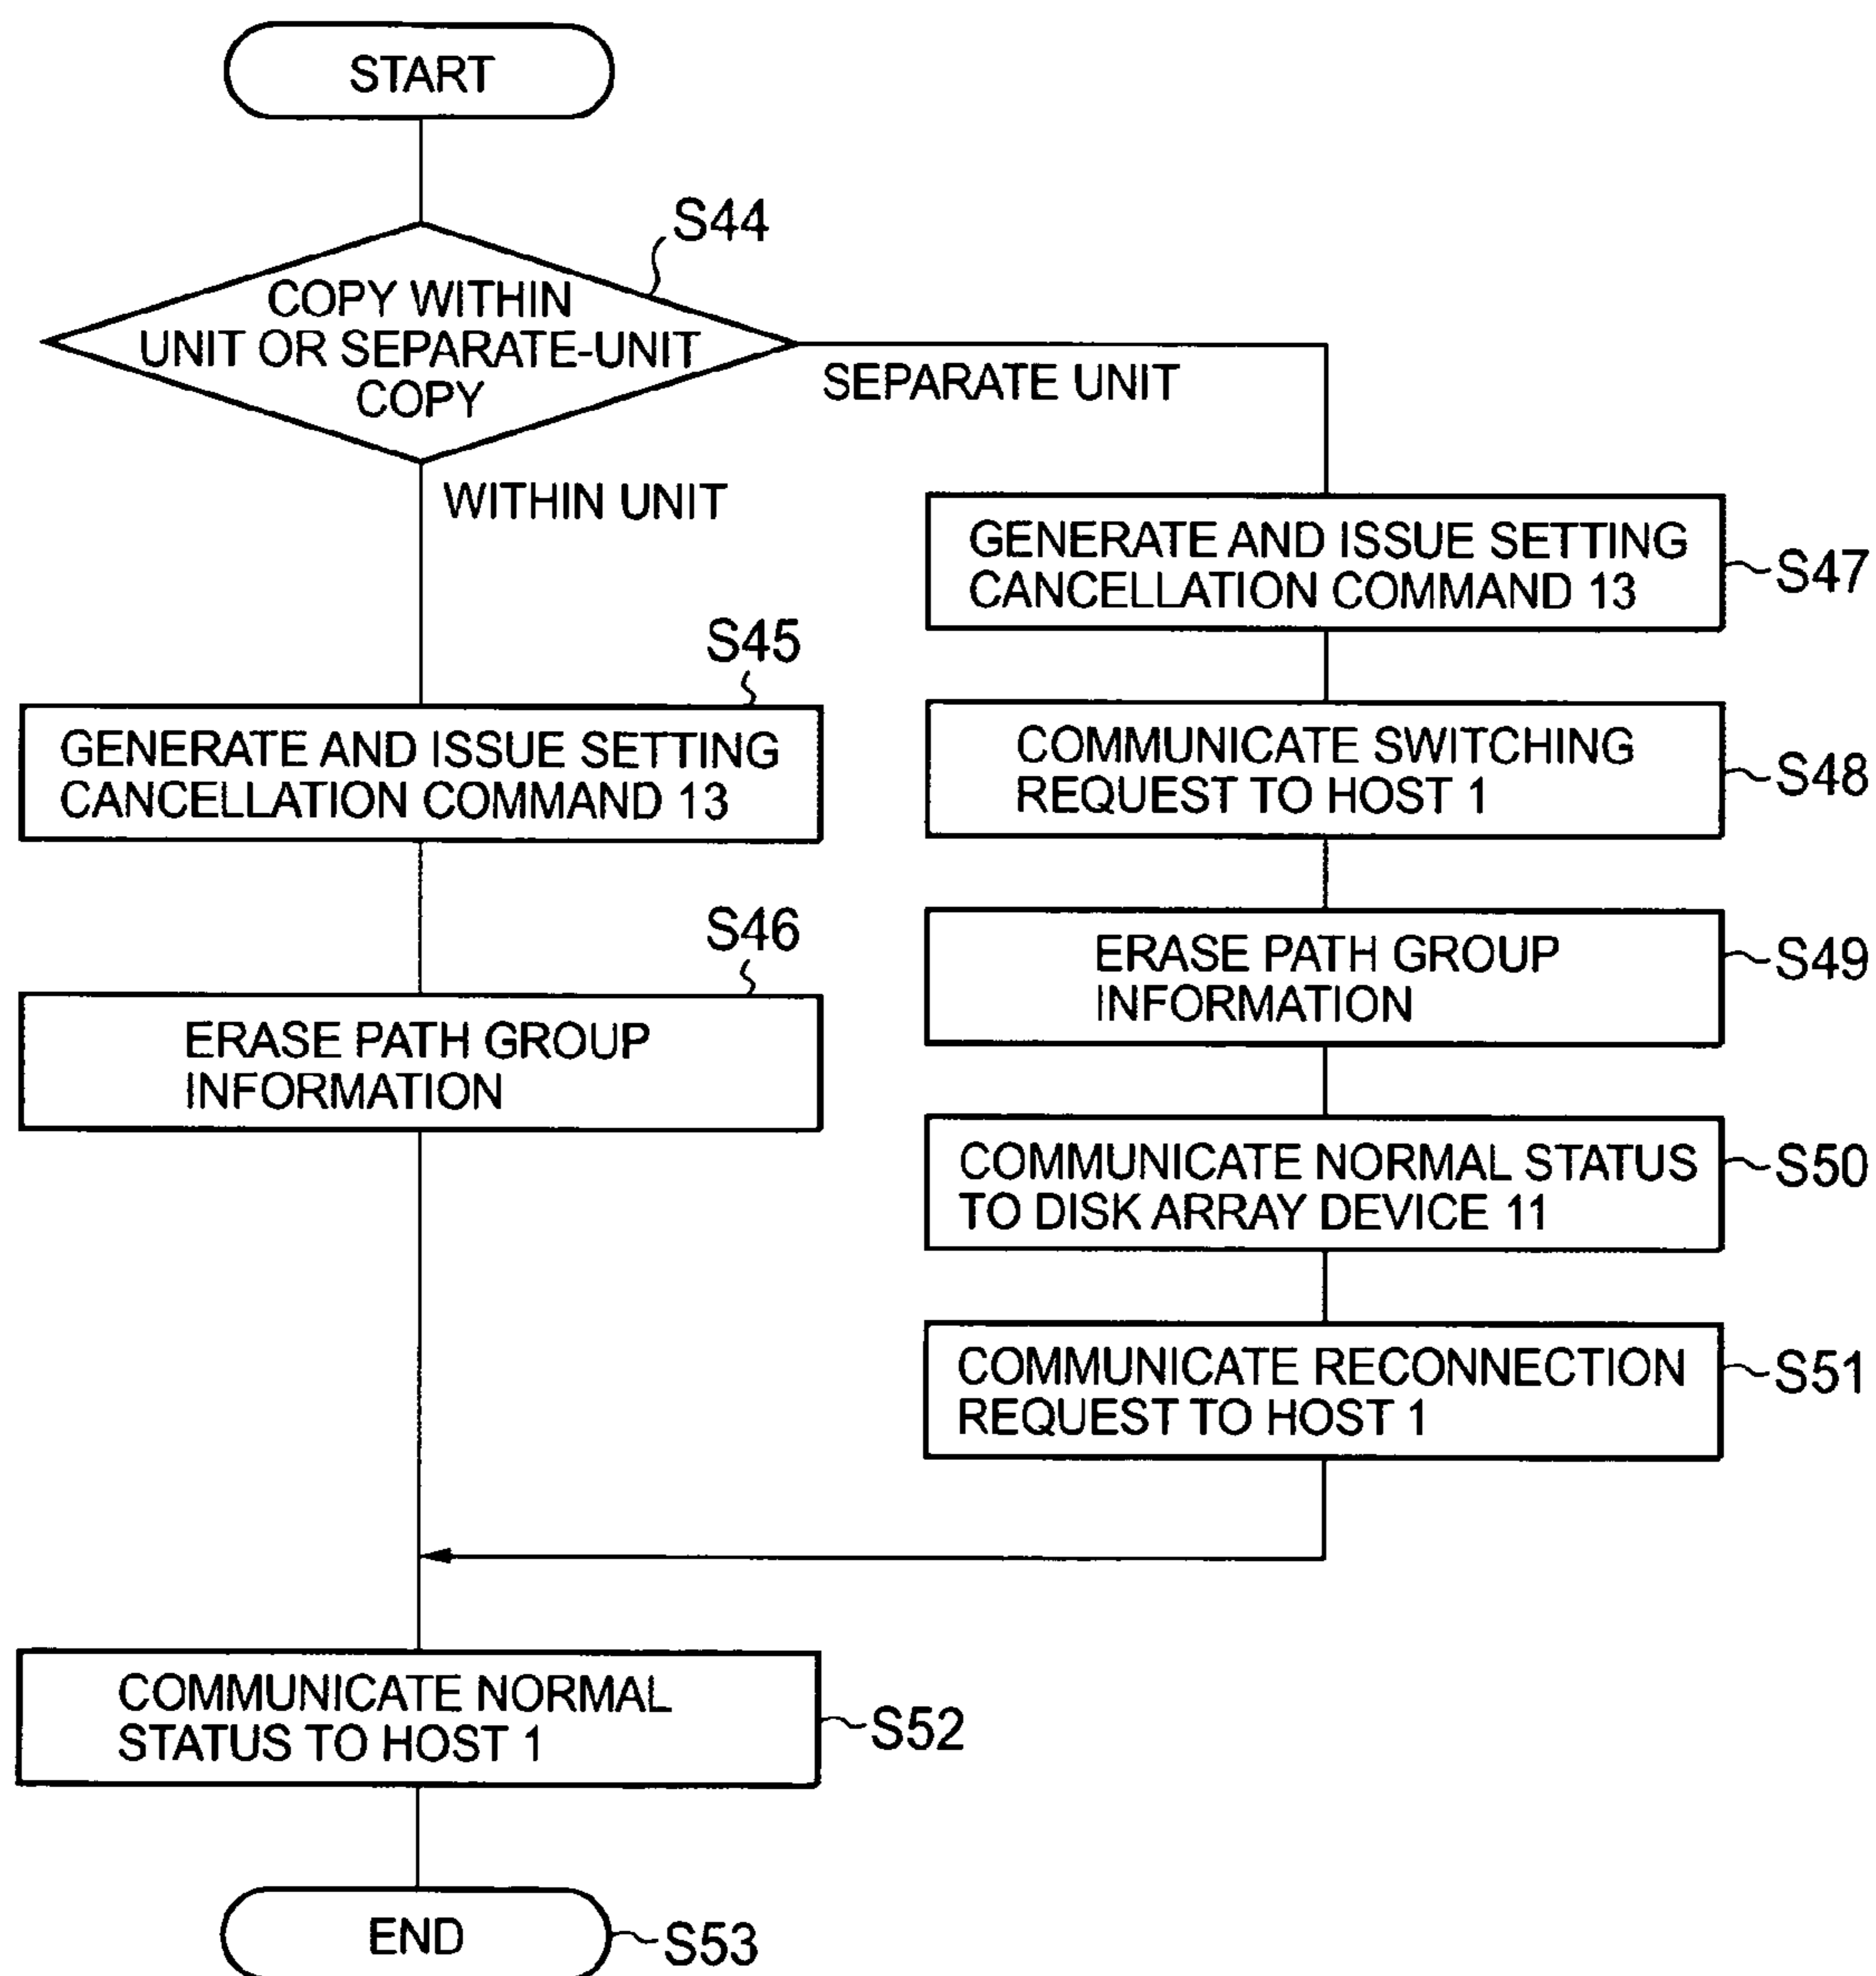 START
S44
COPY WITHIN
UNIT OR SEPARATE-UNIT
COPY
SEPARATE UNIT
WITHIN UNIT
S45
GENERATE AND ISSUE SETTING
CANCELLATION COMMAND 13
S46
ERASE PATH GROUP
INFORMATION
GENERATE AND ISSUE SETTING
CANCELLATION COMMAND 13
S47
COMMUNICATE SWITCHING
REQUEST TO HOST 1
S48
ERASE PATH GROUP
INFORMATION
S49
COMMUNICATE NORMAL STATUS
TO DISK ARRAY DEVICE 11
S50
COMMUNICATE RECONNECTION
REQUEST TO HOST 1
S51
COMMUNICATE NORMAL
STATUS TO HOST 1
S52
END
S53